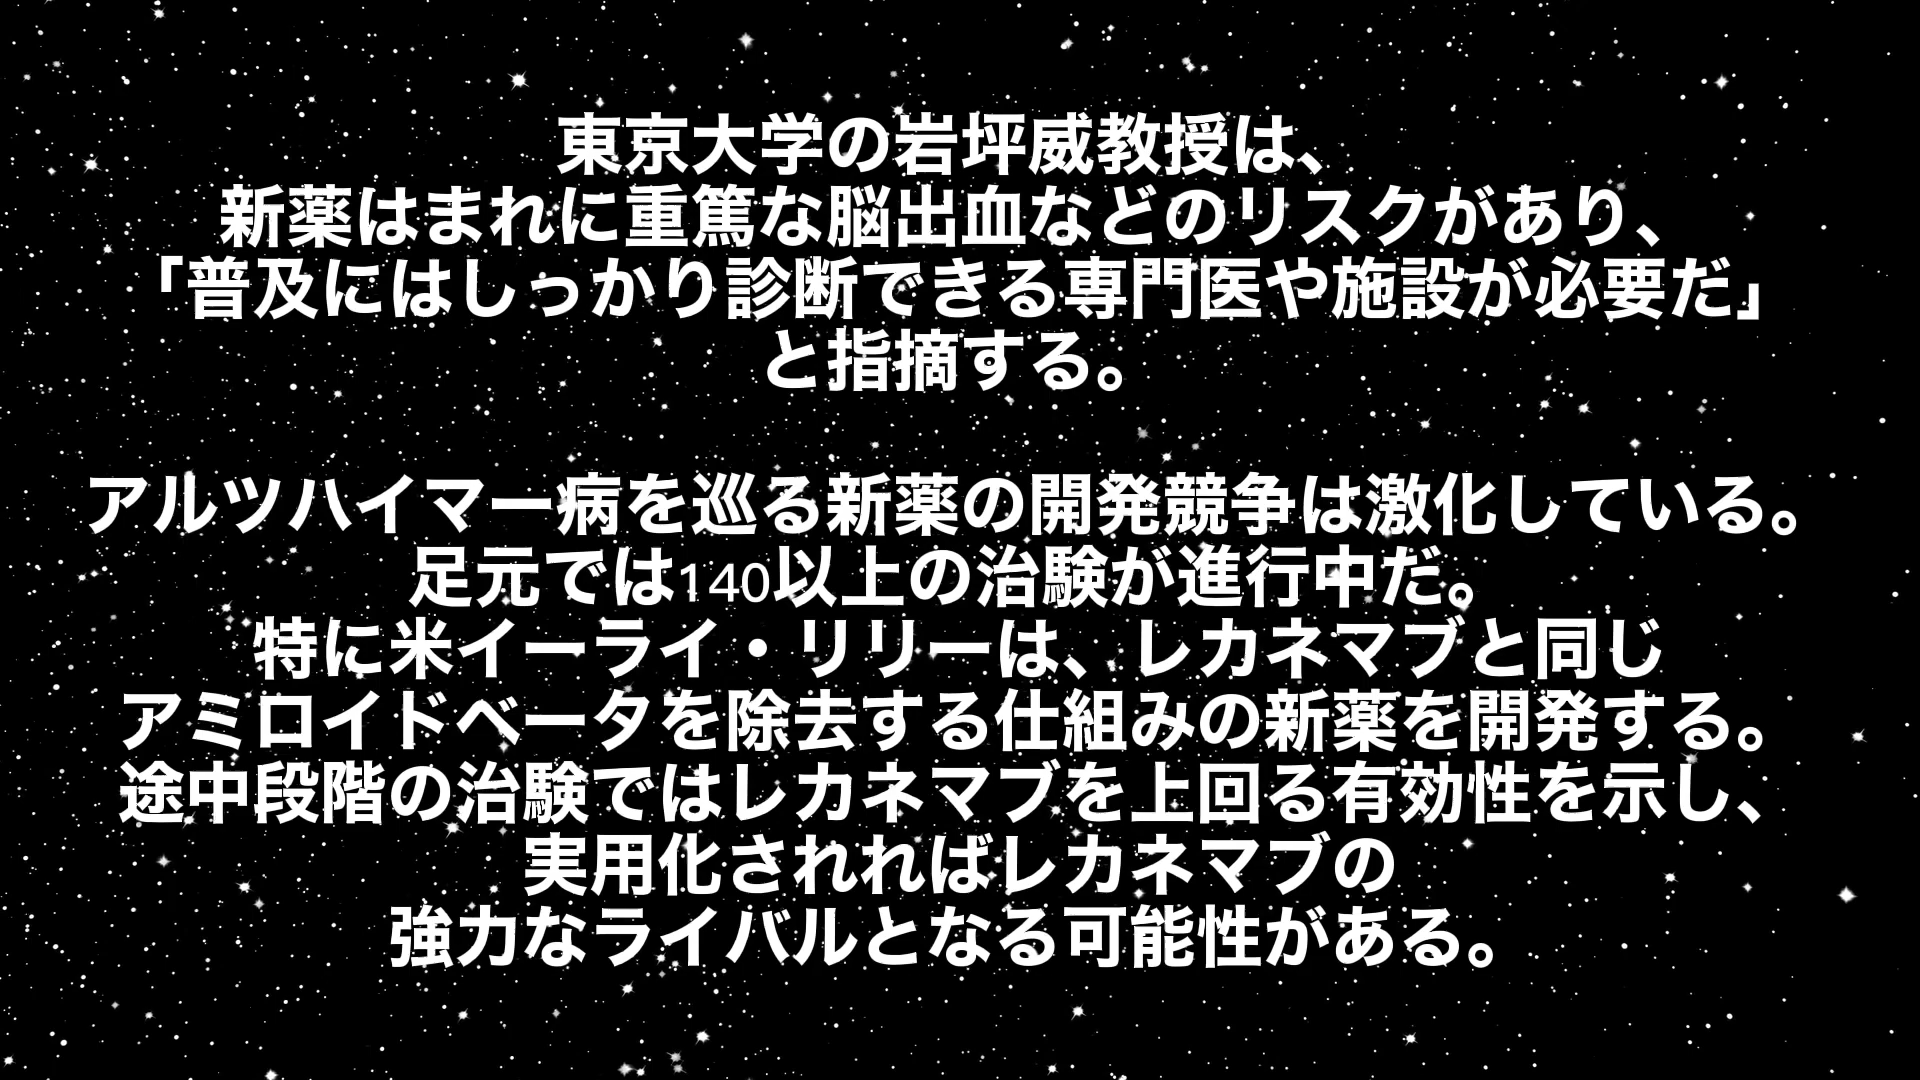 東京大学の岩坪威教授は、
新薬はまれに重篤な脳出血などのリスクがあり、
「普及にはしっかり診断できる専門医や施設が必要だ」
と指摘する。
アルツハイマー病を巡る新薬の開発競争は激化している。
足元では140以上の治験が進行中だ。
特に米イーライ・リリーは、レカネマブと同じ
アミロイドベータを除去する仕組みの新薬を開発する。
途中段階の治験ではレカネマブを上回る有効性を示し、
実用化されればレカネマブの
強力なライバルとなる可能性がある。